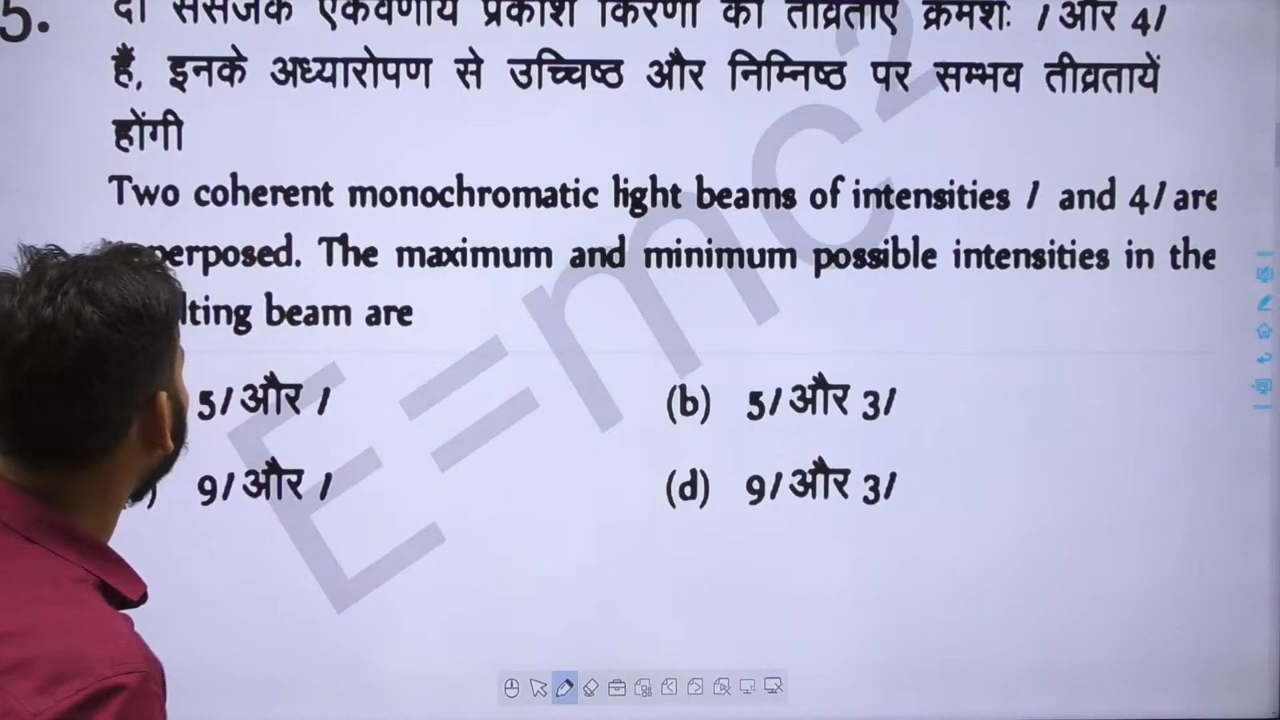 5.
दो संसंजक एकवर्णीय प्रकाश किरणों की तीव्रताएं क्रमशः I और 4I
हैं, इनके अध्यारोपण से उच्चिष्ठ और निम्निष्ठ पर सम्भव तीव्रतायें
होंगी
Two coherent monochromatic light beams of intensities I and 4I are
perposed. The maximum and minimum possible intensities in the
lting beam are
5I और I
(b) 5I और 3I
) 9I और I
(d) 9I और 3I
E=mc²